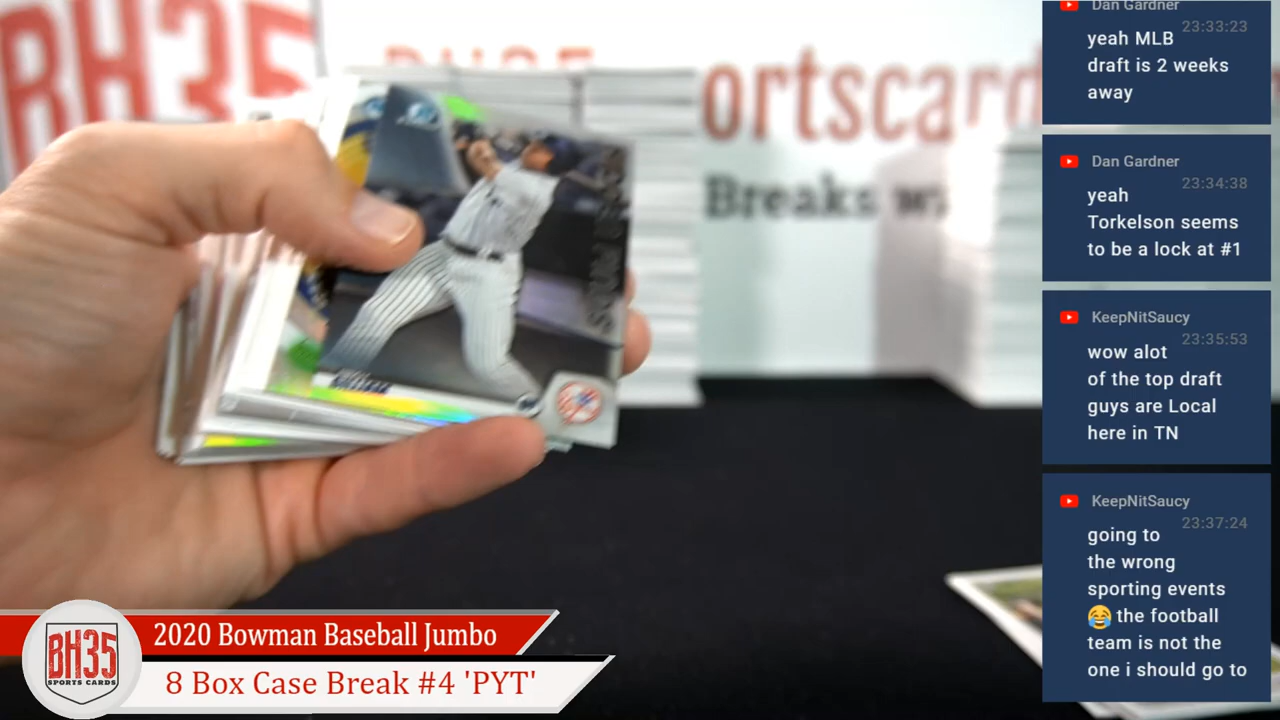 BH35
BH35
ortscard
Breaks w
Dan Gardner
23:33:23
yeah MLB
draft is 2 weeks
away
Dan Gardner
23:34:38
yeah
Torkelson seems
to be a lock at #1
KeepNitSaucy
23:35:53
wow alot
of the top draft
guys are Local
here in TN
KeepNitSaucy
23:37:24
going to
the wrong
sporting events
😂 the football
team is not the
one i should go to
BH35
SPORTS CARDS
2020 Bowman Baseball Jumbo
8 Box Case Break #4 'PYT'